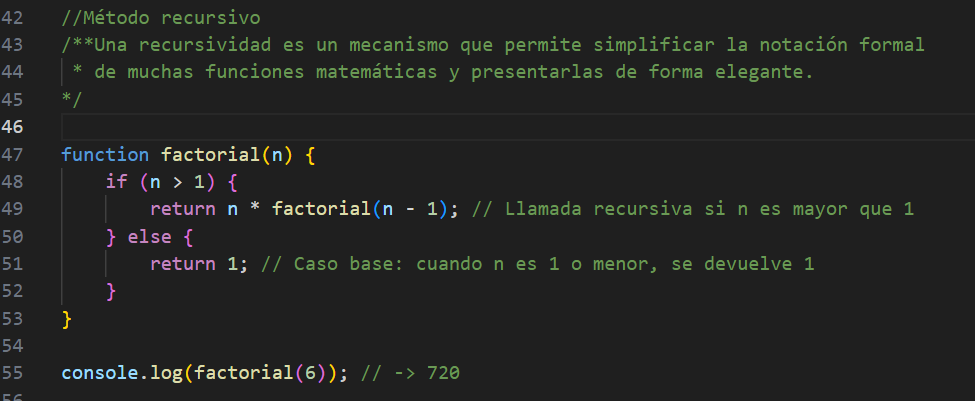 42 //Método recursivo
43 /**Una recursividad es un mecanismo que permite simplificar la notación formal
44  * de muchas funciones matemáticas y presentarlas de forma elegante.
45 */
46
47 function factorial(n) {
48     if (n > 1) {
49         return n * factorial(n - 1); // Llamada recursiva si n es mayor que 1
50     } else {
51         return 1; // Caso base: cuando n es 1 o menor, se devuelve 1
52     }
53 }
54
55 console.log(factorial(6)); // -> 720
56